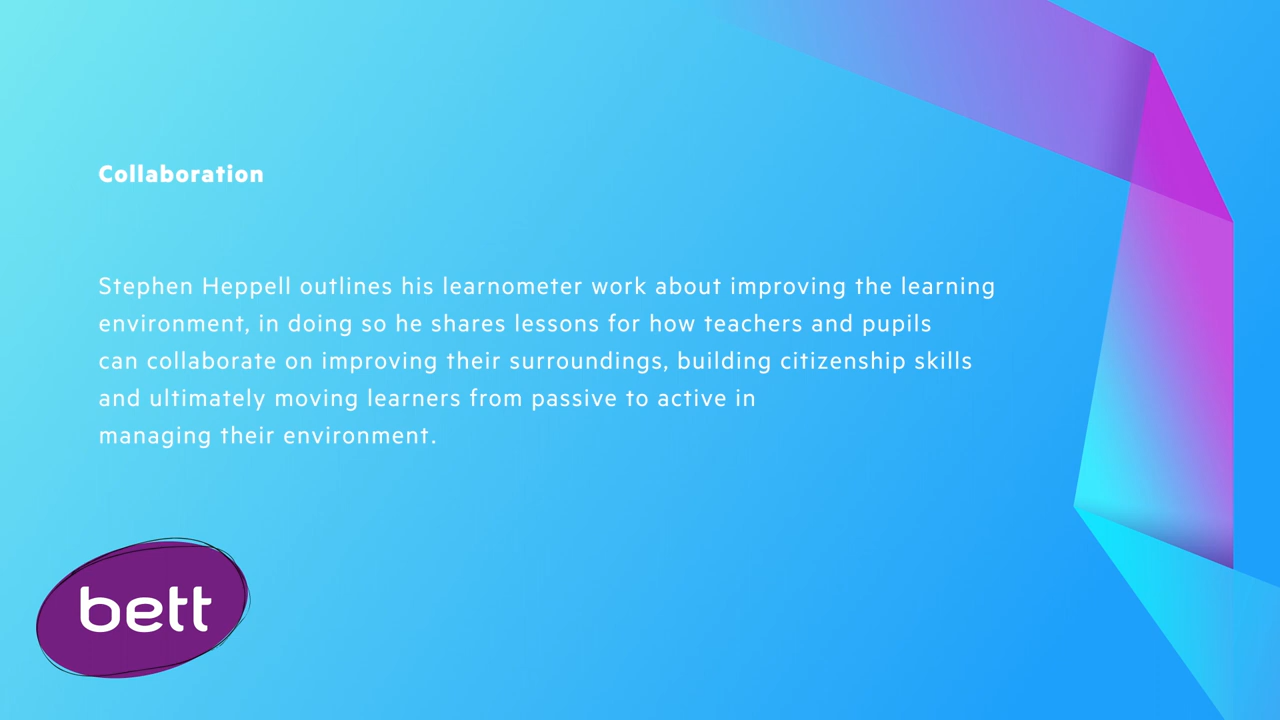 Collaboration
Stephen Heppell outlines his learnometer work about improving the learning
environment, in doing so he shares lessons for how teachers and pupils
can collaborate on improving their surroundings, building citizenship skills
and ultimately moving learners from passive to active in
managing their environment.
bett